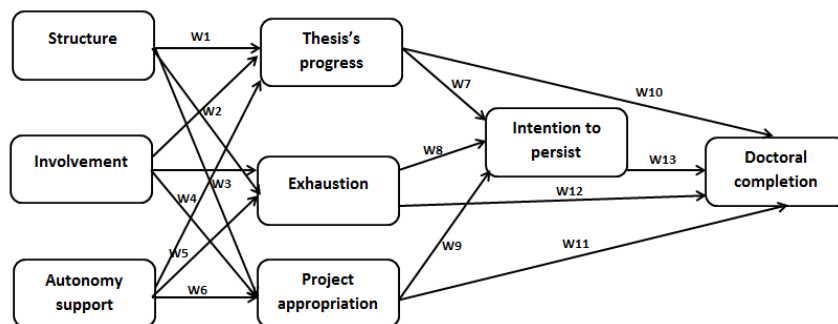 Structure
W1
Thesis's
progress
W7
W10
W2
Involvement
W8
Intention to
persist
W13
Doctoral
completion
W3
Exhaustion
W12
W4
W5
W9
W11
Autonomy
support
W6
Project
appropriation